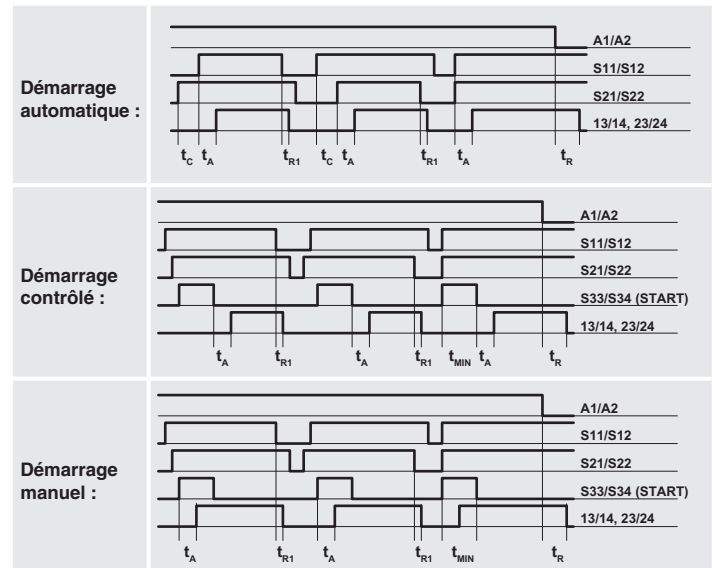 Démarrage
automatique :
A1/A2
S11/S12
S21/S22
13/14, 23/24
tC tA tR1 tC tA tR1 tA tR
Démarrage
contrôlé :
A1/A2
S11/S12
S21/S22
S33/S34 (START)
13/14, 23/24
tA tR1 tA tR1 tMIN tA tR
Démarrage
manuel :
A1/A2
S11/S12
S21/S22
S33/S34 (START)
13/14, 23/24
tA tR1 tA tR1 tMIN tR